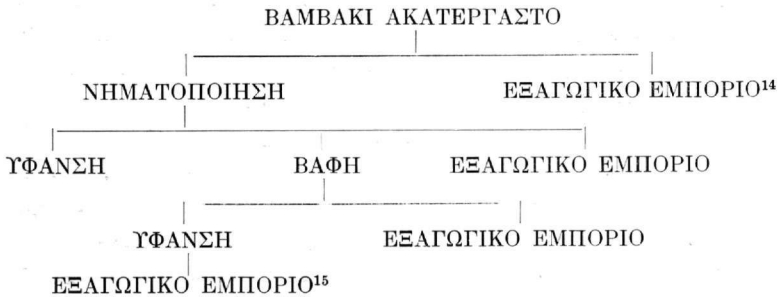 ΒΑΜΒΑΚΙ ΑΚΑΤΕΡΓΑΣΤΟ
ΝΗΜΑΤΟΠΟΙΗΣΗ ΕΞΑΓΩΓΙΚΟ ΕΜΠΟΡΙΟ¹⁴
ΥΦΑΝΣΗ ΒΑΦΗ ΕΞΑΓΩΓΙΚΟ ΕΜΠΟΡΙΟ
ΥΦΑΝΣΗ ΕΞΑΓΩΓΙΚΟ ΕΜΠΟΡΙΟ
ΕΞΑΓΩΓΙΚΟ ΕΜΠΟΡΙΟ¹⁵